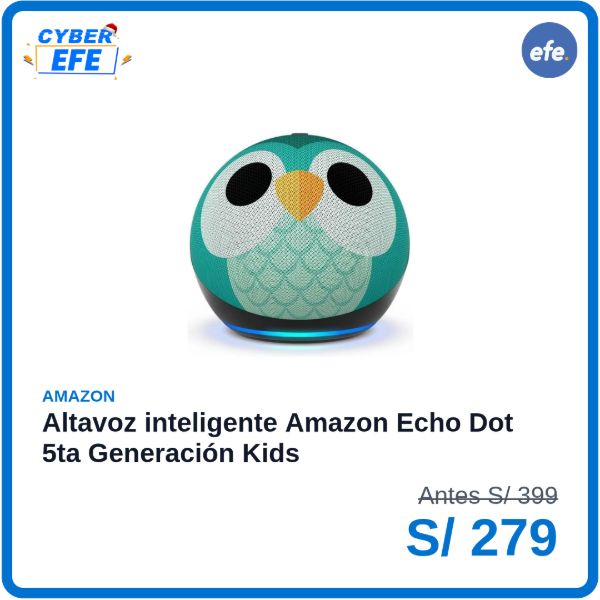 CYBER
EFE
efe.
AMAZON
Altavoz inteligente Amazon Echo Dot
5ta Generación Kids
Antes S/ 399
S/ 279